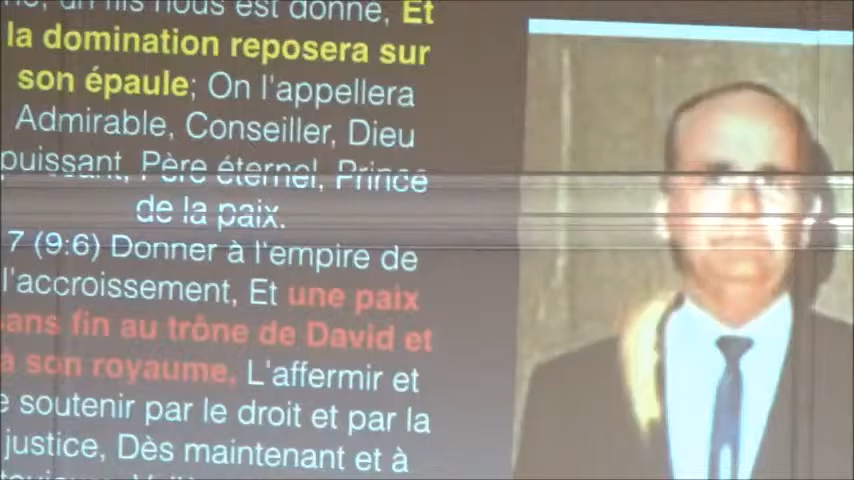 un fils nous est donné, Et
la domination reposera sur
son épaule; On l'appellera
Admirable, Conseiller, Dieu
puissant, Père éternel, Prince
de la paix.
7 (9:6) Donner à l'empire de
l'accroissement, Et une paix
sans fin au trône de David et
à son royaume, L'affermir et
soutenir par le droit et par la
justice, Dès maintenant et à